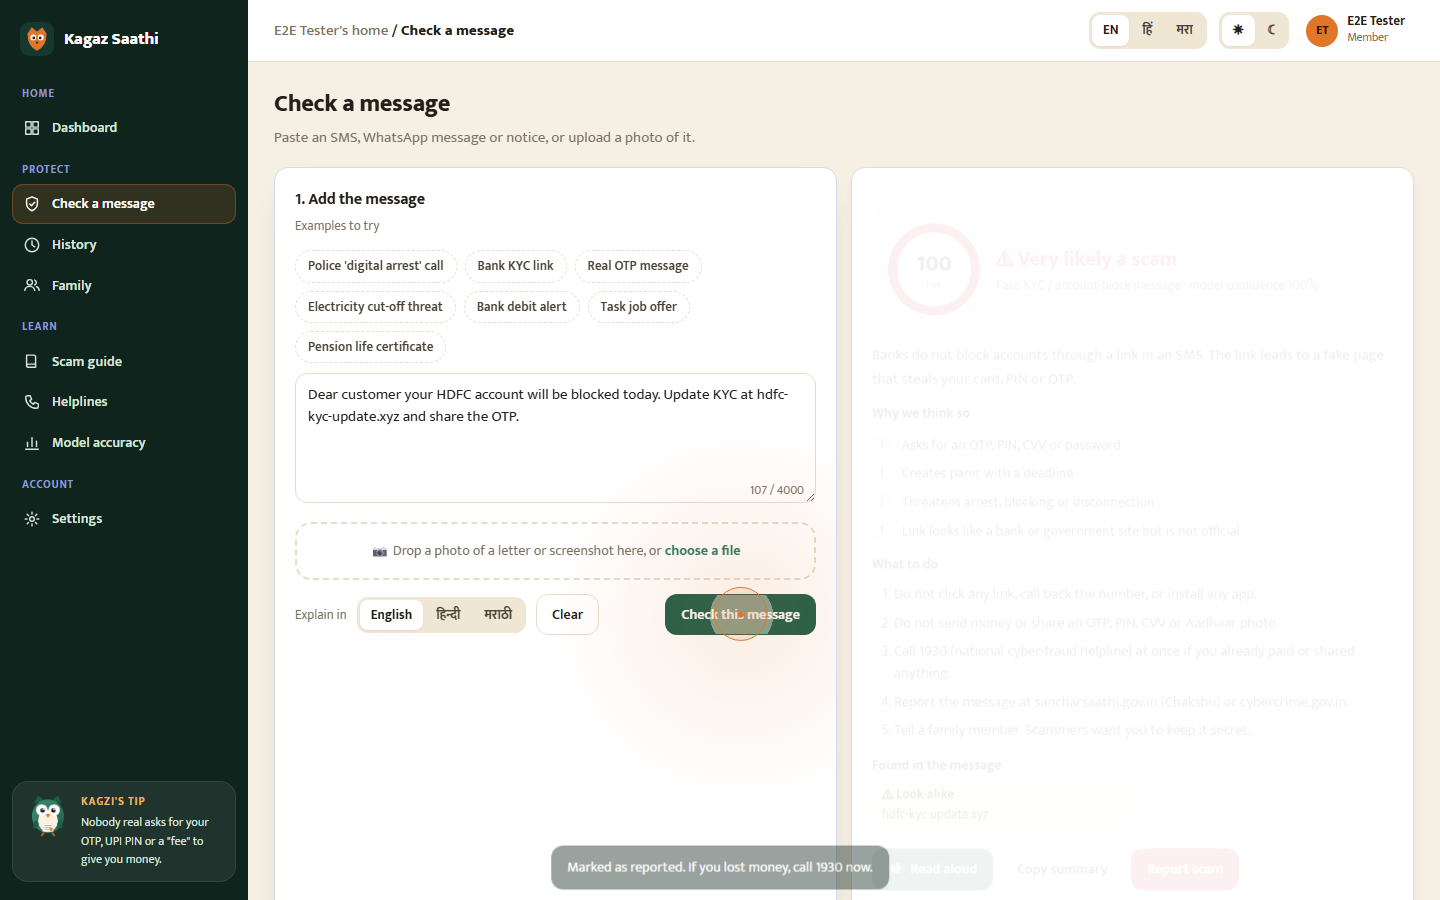 Kagaz Saathi
HOME
Dashboard
PROTECT
Check a message
History
Family
LEARN
Scam guide
Helplines
Model accuracy
ACCOUNT
Settings
KAGZI'S TIP
Nobody real asks for your
OTP, UPI PIN or a "fee" to
give you money.
E2E Tester's home / Check a message
EN हिं मरा
ET
E2E Tester
Member
Check a message
Paste an SMS, WhatsApp message or notice, or upload a photo of it.
1. Add the message
Examples to try
Police 'digital arrest' call
Bank KYC link
Real OTP message
Electricity cut-off threat
Bank debit alert
Task job offer
Pension life certificate
Dear customer your HDFC account will be blocked today. Update KYC at hdfc-
kyc-update.xyz and share the OTP.
107 / 4000
Drop a photo of a letter or screenshot here, or choose a file
Explain in English हिन्दी मराठी
Clear
Check this message
100
Very likely a scam
Fake KYC / account-block message · model confidence 100%
Banks do not block accounts through a link in an SMS. The link leads to a fake page
that steals your card, PIN or OTP.
Why we think so
! Asks for an OTP, PIN, CVV or password
! Creates panic with a deadline
! Threatens arrest, blocking or disconnection
! Link looks like a bank or government site but is not official
What to do
1. Do not click any link, call back the number, or install any app.
2. Do not send money or share an OTP, PIN, CVV or Aadhaar photo.
3. Call 1930 (national cyber-fraud helpline) at once if you already paid or shared
anything.
4. Report the message at sancharsaathi.gov.in (Chakshu) or cybercrime.gov.in.
5. Tell a family member. Scammers want you to keep it secret.
Found in the message
Look-alike
hdfc-kyc-update.xyz
Read aloud
Copy summary
Report scam
Marked as reported. If you lost money, call 1930 now.